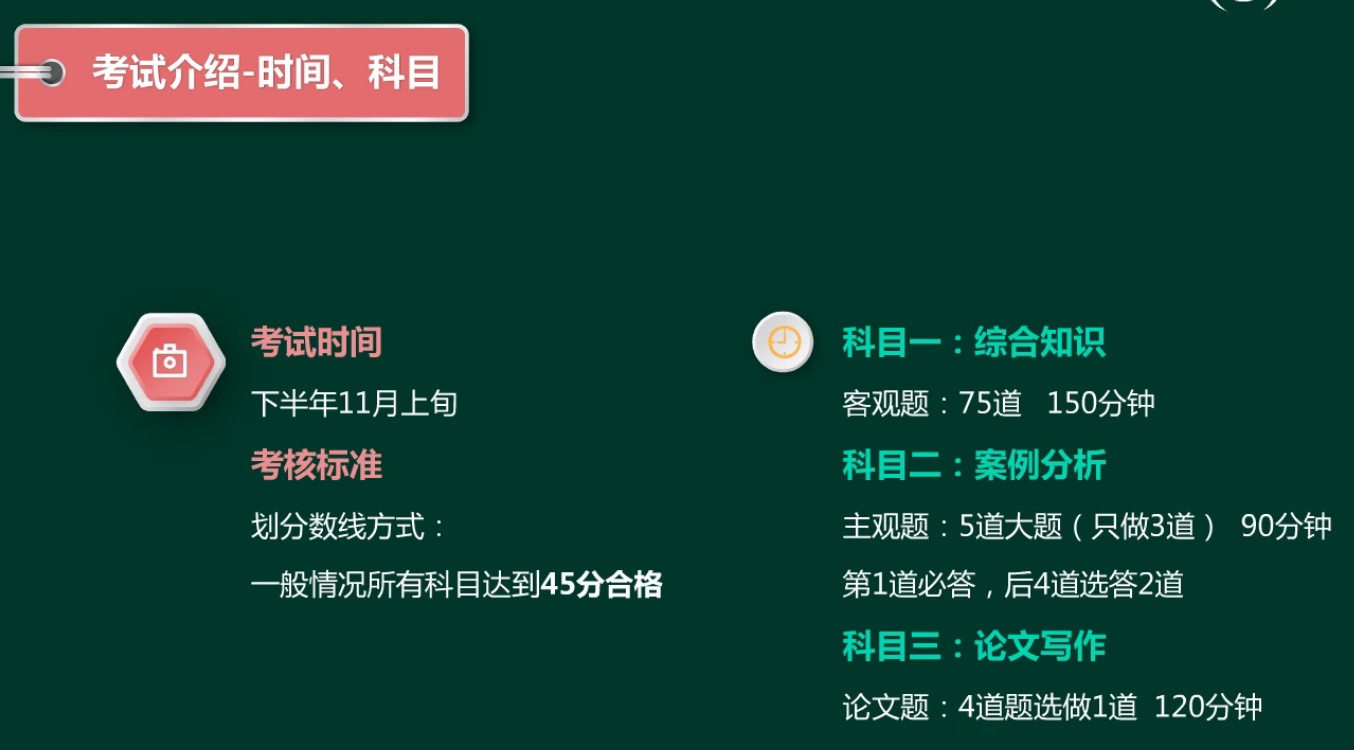 考试介绍-时间、科目
考试时间
下半年11月上旬
考核标准
划分数线方式：
一般情况所有科目达到45分合格
科目一：综合知识
客观题：75道 150分钟
科目二：案例分析
主观题：5道大题（只做3道） 90分钟
第1道必答，后4道选答2道
科目三：论文写作
论文题：4道题选做1道 120分钟